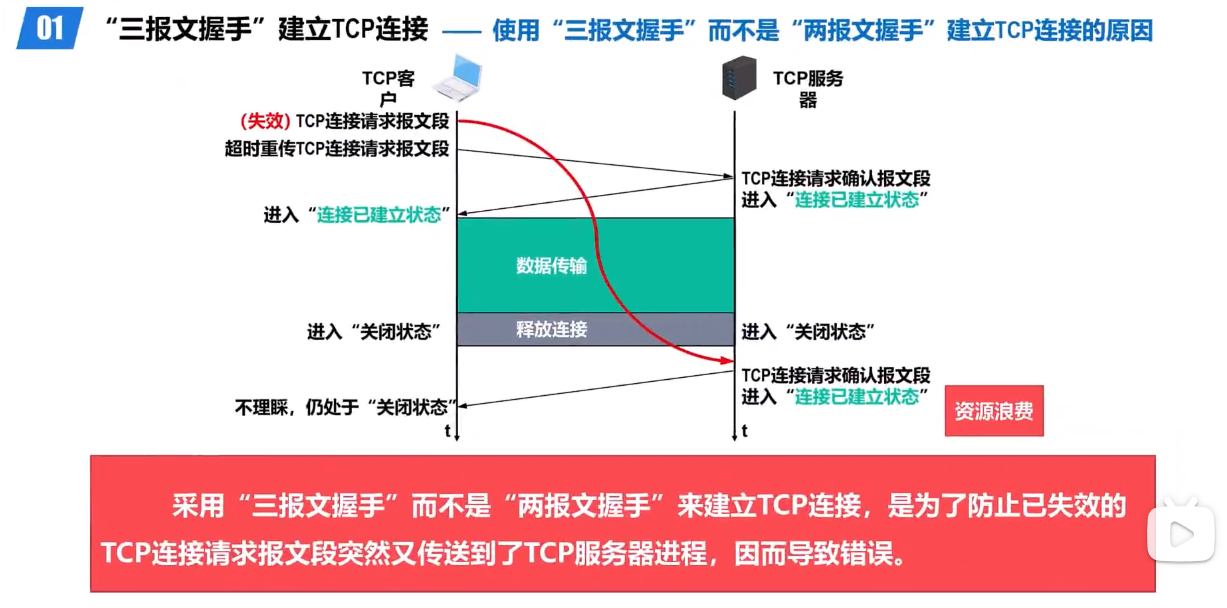 01 “三报文握手”建立TCP连接 —— 使用“三报文握手”而不是“两报文握手”建立TCP连接的原因
TCP客
户
TCP服务
器
(失效) TCP连接请求报文段
超时重传TCP连接请求报文段
TCP连接请求确认报文段
进入“连接已建立状态”
进入“连接已建立状态”
数据传输
进入“关闭状态”
释放连接
进入“关闭状态”
TCP连接请求确认报文段
进入“连接已建立状态”
不理睬，仍处于“关闭状态”
资源浪费
t
t
采用“三报文握手”而不是“两报文握手”来建立TCP连接，是为了防止已失效的
TCP连接请求报文段突然又传送到了TCP服务器进程，因而导致错误。